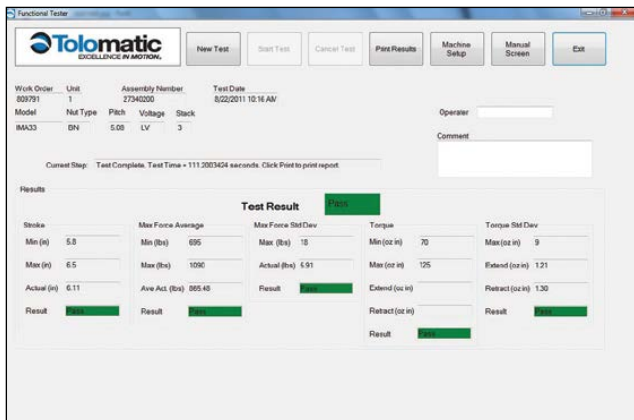 Functional Tester
Tolomatic
EXCELLENCE IN MOTION.
New Test
Start Test
Cancel Test
Print Results
Machine Setup
Manual Screen
Exit
Work Order Unit Assembly Number Test Date
809791 1 27340200 8/22/2011 10:16 AM
Model Nut Type Pitch Voltage Stack
IMA33 BN 5.08 LV 3
Operator
Comment
Current Step: Test Complete. Test Time = 111.2003424 seconds. Click Print to print report.
Results
Test Result Pass
Stroke
Min (in) 5.8
Max (in) 6.5
Actual (in) 6.11
Result Pass
Max Force Average
Min (lbs) 695
Max (lbs) 1090
Ave Act. (lbs) 865.48
Result Pass
Max Force Std Dev
Max (lbs) 18
Actual (lbs) 6.91
Result Pass
Torque
Min (oz in) 70
Max (oz in) 125
Extend (oz in)
Retract (oz in)
Result Pass
Torque Std Dev
Max (oz in) 9
Extend (oz in) 1.21
Retract (oz in) 1.30
Result Pass